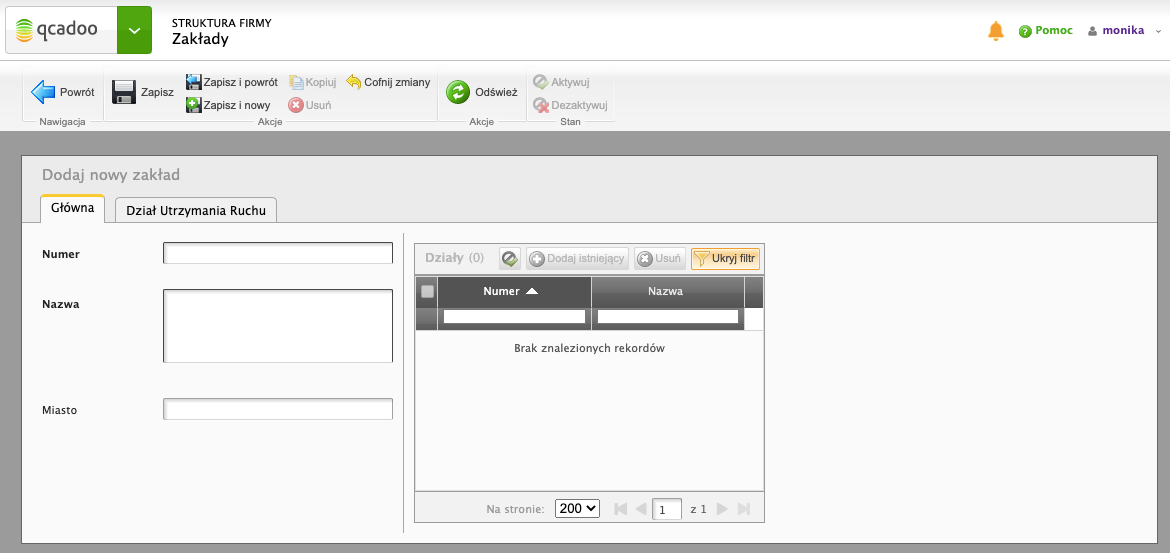 qcadoo
STRUKTURA FIRMY
Zakłady
Pomoc
monika
Powrót
Nawigacja
Zapisz
Zapisz i powrót
Kopiuj
Cofnij zmiany
Zapisz i nowy
Usuń
Akcje
Odśwież
Akcje
Aktywuj
Dezaktywuj
Stan
Dodaj nowy zakład
Główna
Dział Utrzymania Ruchu
Numer
Nazwa
Miasto
Działy (0)
Dodaj istniejący
Usuń
Ukryj filtr
Numer
Nazwa
Brak znalezionych rekordów
Na stronie: 200 1 z 1